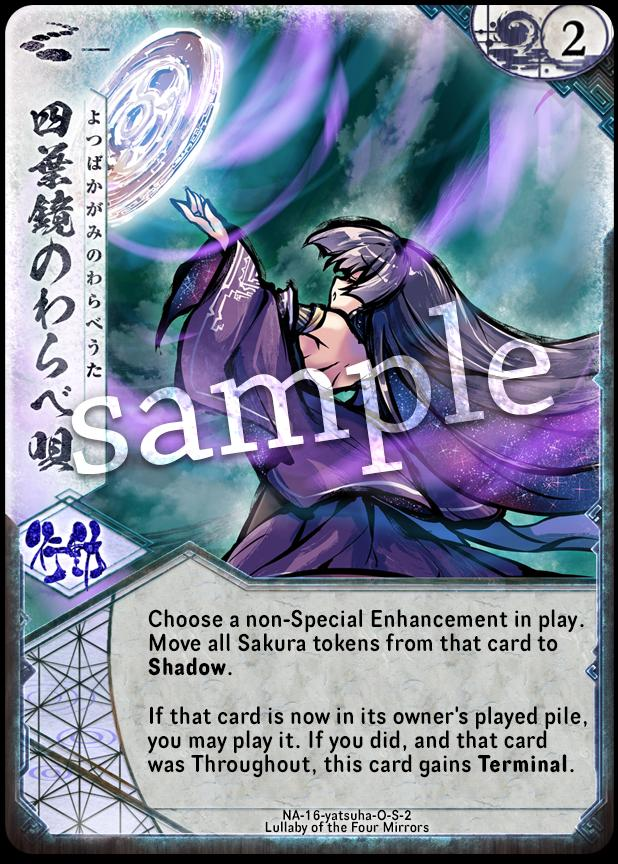 2
四葉鏡のわらべ唄
よつばかがみのわらべうた
sample
行動
Choose a non-Special Enhancement in play.
Move all Sakura tokens from that card to
Shadow.
If that card is now in its owner's played pile,
you may play it. If you did, and that card
was Throughout, this card gains Terminal.
NA-16-yatsuha-O-S-2
Lullaby of the Four Mirrors